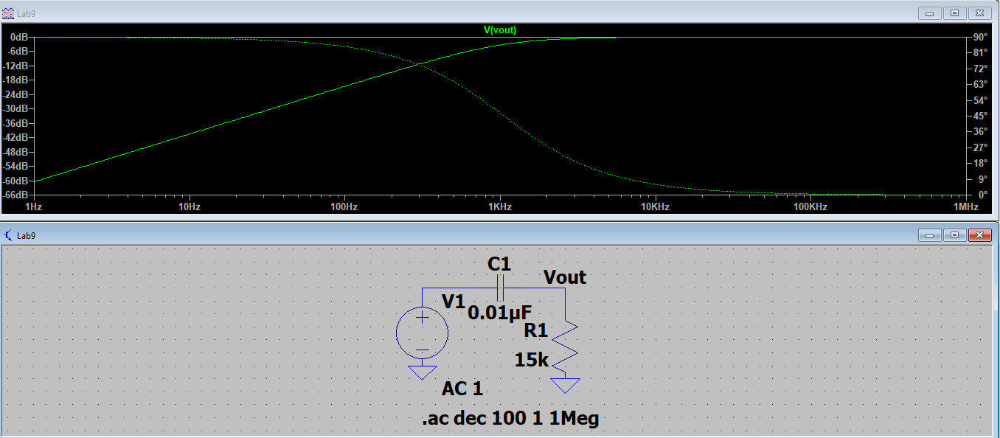 Lab9
V(vout)
0dB
-6dB
-12dB
-18dB
-24dB
-30dB
-36dB
-42dB
-48dB
-54dB
-60dB
-66dB
90°
81°
72°
63°
54°
45°
36°
27°
18°
9°
0°
1Hz 10Hz 100Hz 1KHz 10KHz 100KHz 1MHz
Lab9
C1
Vout
V1
0.01µF
R1
15k
AC 1
.ac dec 100 1 1Meg